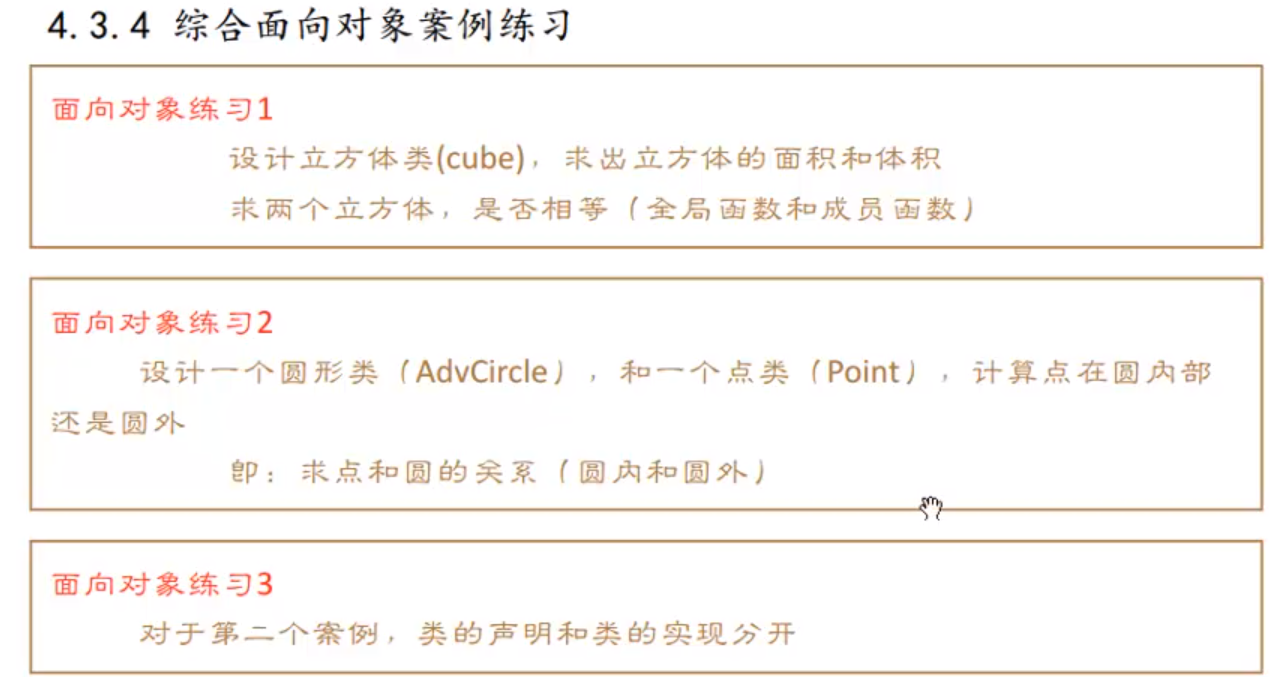 4.3.4 综合面向对象案例练习
面向对象练习1
设计立方体类(cube)，求出立方体的面积和体积
求两个立方体，是否相等（全局函数和成员函数）
面向对象练习2
设计一个圆形类（AdvCircle），和一个点类（Point），计算点在圆内部
还是圆外
即：求点和圆的关系（圆内和圆外）
面向对象练习3
对于第二个案例，类的声明和类的实现分开